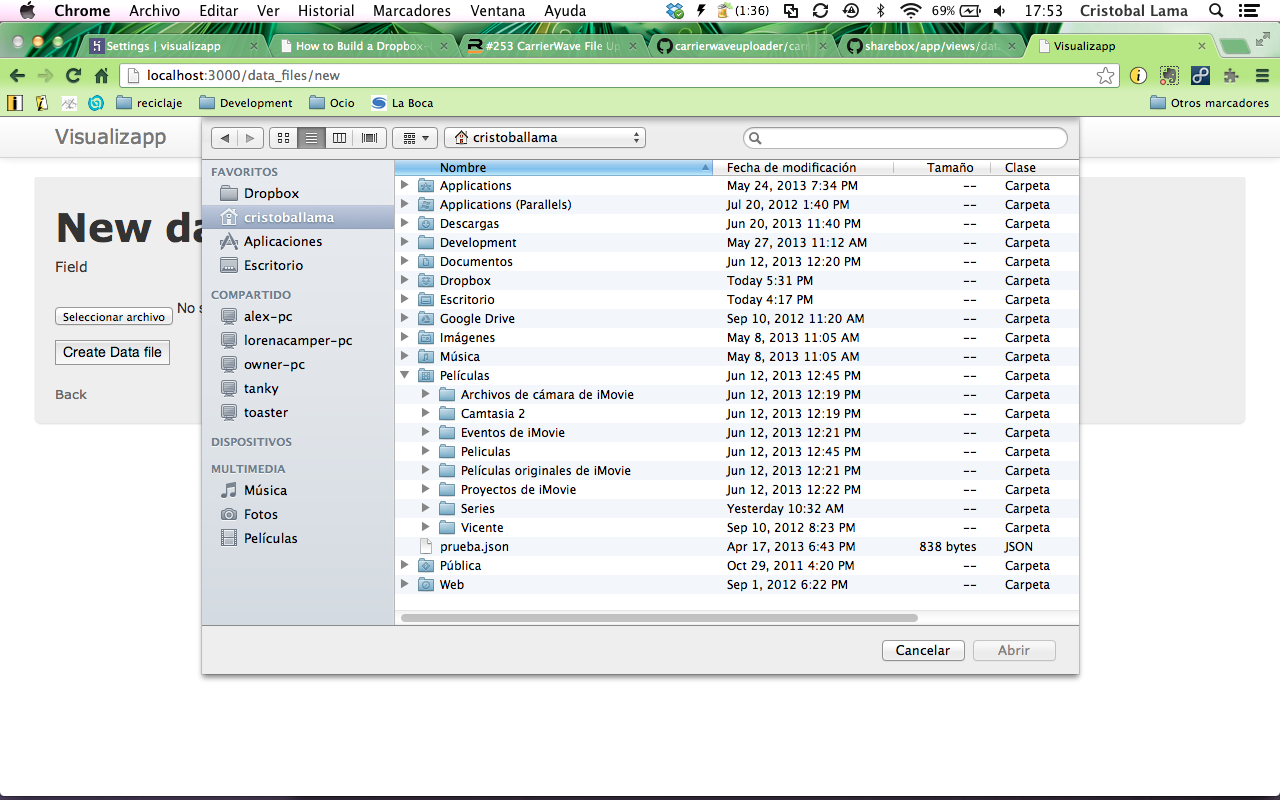 Chrome Archivo Editar Ver Historial Marcadores Ventana Ayuda (1:36) 69% 17:53 Cristobal Lama
Settings | visualizapp How to Build a Dropbox- #253 CarrierWave File Up carrierwaveuploader/car sharebox/app/views/dat Visualizapp
localhost:3000/data_files/new
reciclaje Development Ocio La Boca Otros marcadores
Visualizapp
cristoballama
New da
Field
Seleccionar archivo No s
Create Data file
Back
FAVORITOS
Dropbox
cristoballama
Aplicaciones
Escritorio
COMPARTIDO
alex-pc
lorenacamper-pc
owner-pc
tanky
toaster
DISPOSITIVOS
MULTIMEDIA
Música
Fotos
Películas
Nombre Fecha de modificación Tamaño Clase
Applications May 24, 2013 7:34 PM -- Carpeta
Applications (Parallels) Jul 20, 2012 1:40 PM -- Carpeta
Descargas Jun 20, 2013 11:40 PM -- Carpeta
Development May 27, 2013 11:12 AM -- Carpeta
Documentos Jun 12, 2013 12:20 PM -- Carpeta
Dropbox Today 5:31 PM -- Carpeta
Escritorio Today 4:17 PM -- Carpeta
Google Drive Sep 10, 2012 11:20 AM -- Carpeta
Imágenes May 8, 2013 11:05 AM -- Carpeta
Música May 8, 2013 11:05 AM -- Carpeta
Películas Jun 12, 2013 12:45 PM -- Carpeta
Archivos de cámara de iMovie Jun 12, 2013 12:19 PM -- Carpeta
Camtasia 2 Jun 12, 2013 12:19 PM -- Carpeta
Eventos de iMovie Jun 12, 2013 12:21 PM -- Carpeta
Peliculas Jun 12, 2013 12:45 PM -- Carpeta
Películas originales de iMovie Jun 12, 2013 12:21 PM -- Carpeta
Proyectos de iMovie Jun 12, 2013 12:22 PM -- Carpeta
Series Yesterday 10:32 AM -- Carpeta
Vicente Sep 10, 2012 8:23 PM -- Carpeta
prueba.json Apr 17, 2013 6:43 PM 838 bytes JSON
Pública Oct 29, 2011 4:20 PM -- Carpeta
Web Sep 1, 2012 6:22 PM -- Carpeta
Cancelar Abrir